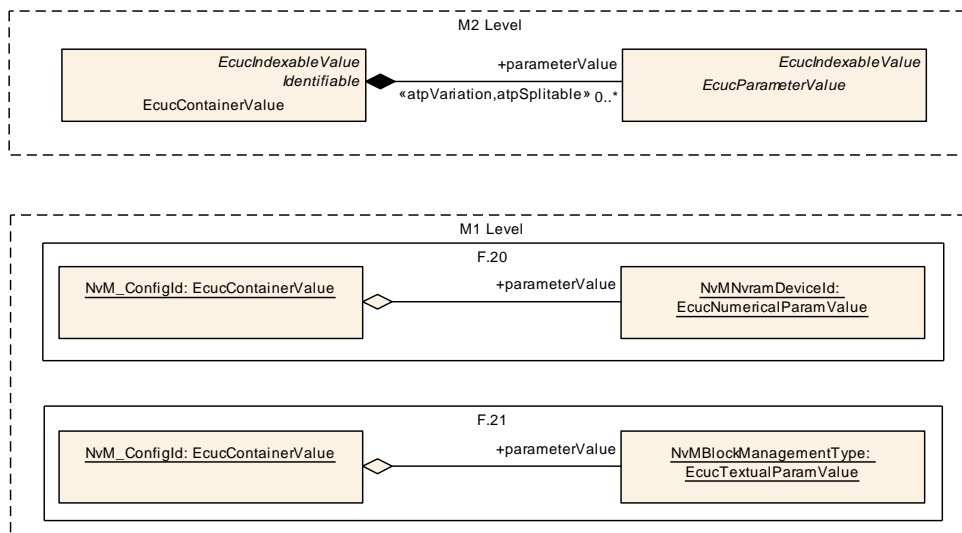 M2 Level
EcucIndexableValue
Identifiable
EcucContainerValue
+parameterValue
«atpVariation,atpSplitable» 0..*
EcucIndexableValue
EcucParameterValue
M1 Level
F.20
NvM_ConfigId: EcucContainerValue
+parameterValue
NvMNvramDeviceId:
EcucNumericalParamValue
F.21
NvM_ConfigId: EcucContainerValue
+parameterValue
NvMBlockManagementType:
EcucTextualParamValue